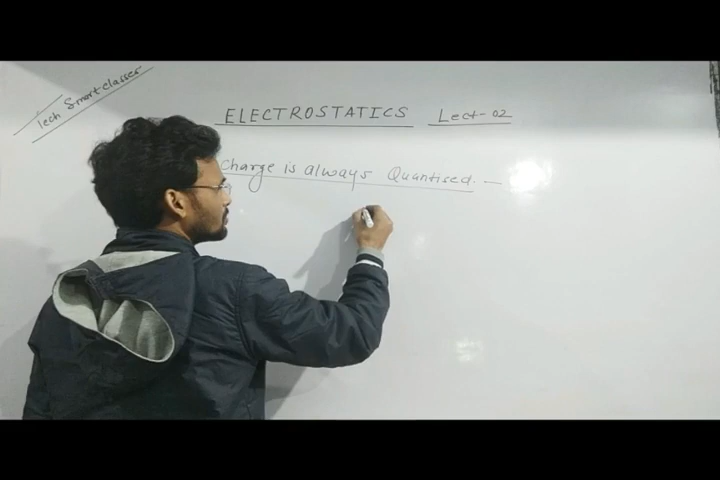 Tech Smart classes
ELECTROSTATICS Lect-02
Charge is always Quantised. —